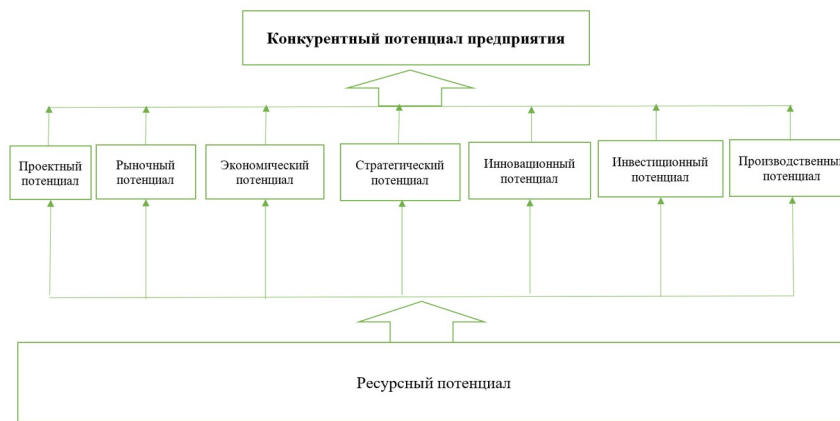 Конкурентный потенциал предприятия
Проектный
потенциал
Рыночный
потенциал
Экономический
потенциал
Стратегический
потенциал
Инновационный
потенциал
Инвестиционный
потенциал
Производственный
потенциал
Ресурсный потенциал